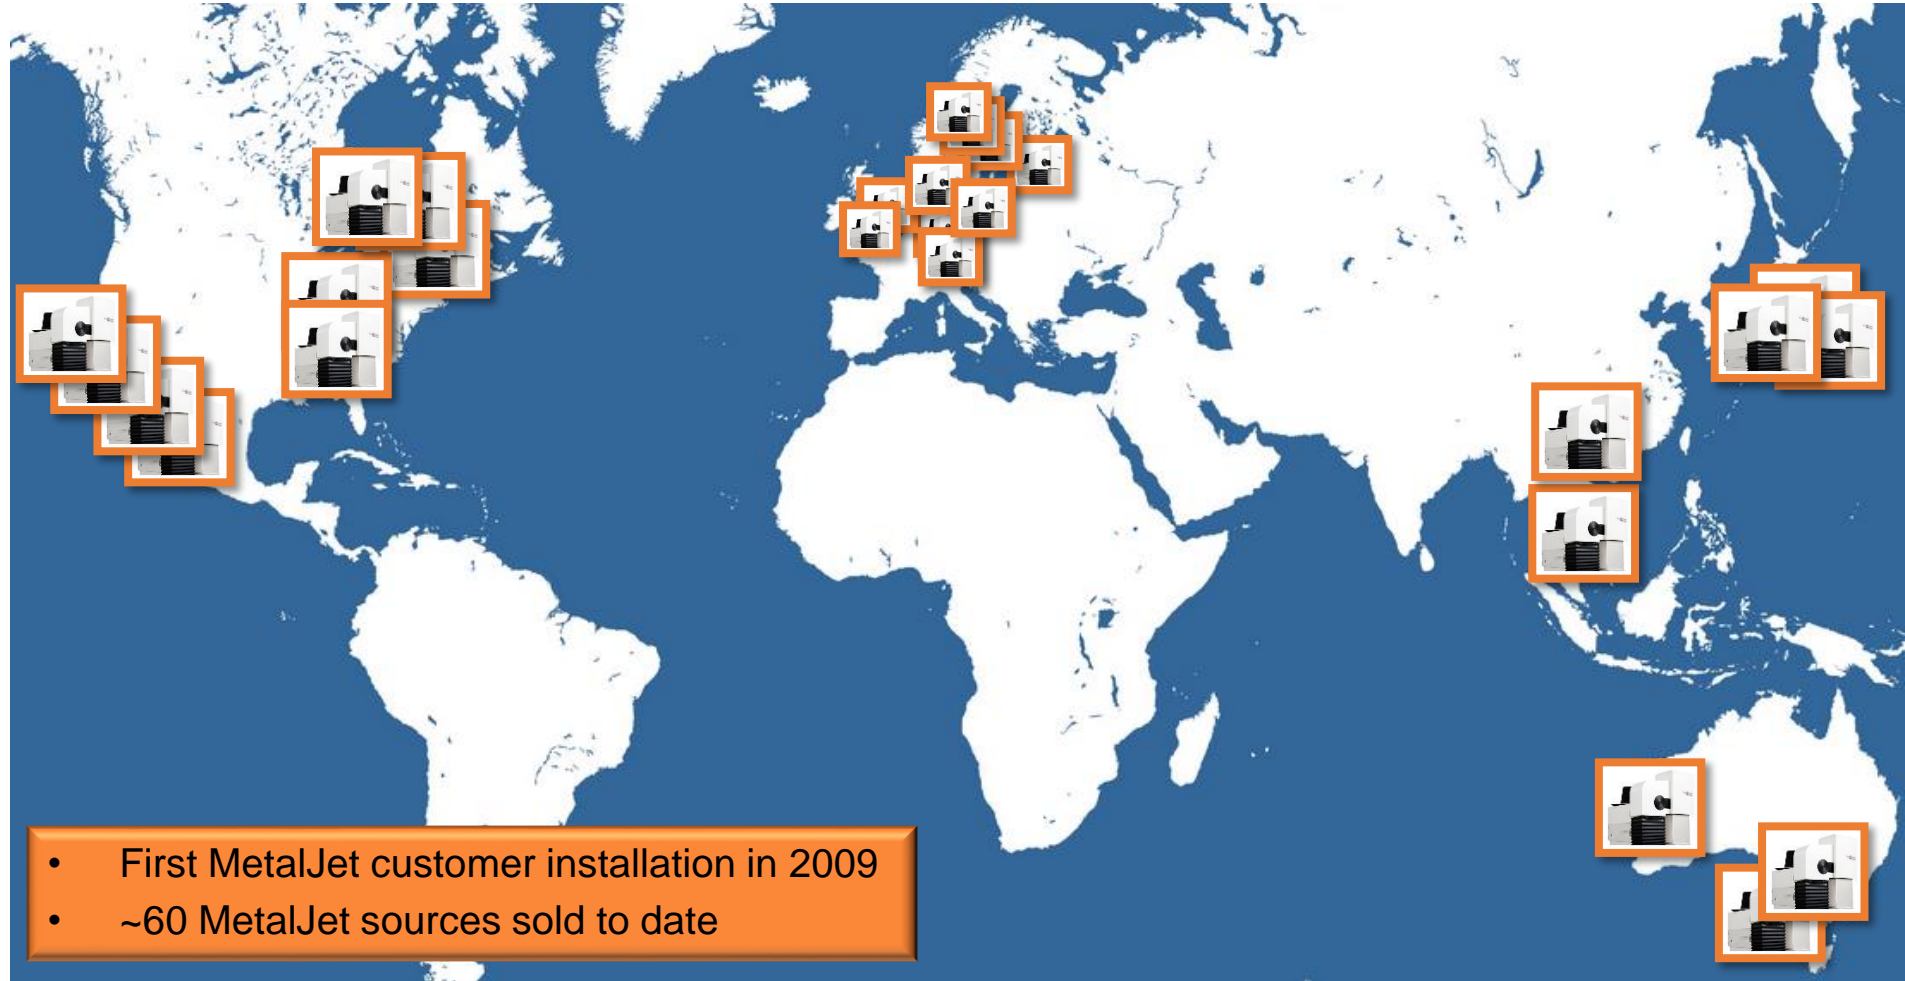 • First MetalJet customer installation in 2009
• ~60 MetalJet sources sold to date